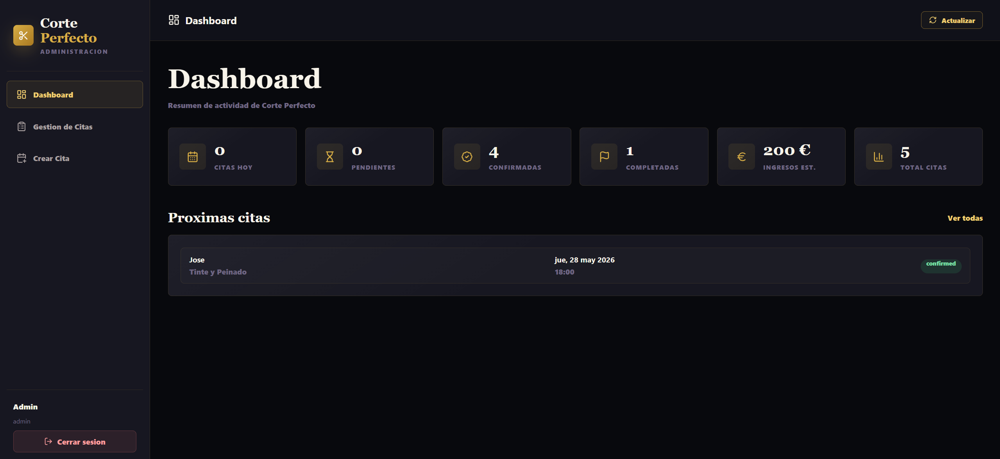 Corte
Perfecto
ADMINISTRACION
Dashboard
Gestion de Citas
Crear Cita
Admin
admin
Cerrar sesion
Dashboard
Actualizar
Dashboard
Resumen de actividad de Corte Perfecto
0
CITAS HOY
0
PENDIENTES
4
CONFIRMADAS
1
COMPLETADAS
200 €
INGRESOS EST.
5
TOTAL CITAS
Proximas citas
Ver todas
Jose
Tinte y Peinado
jue, 28 may 2026
18:00
confirmed